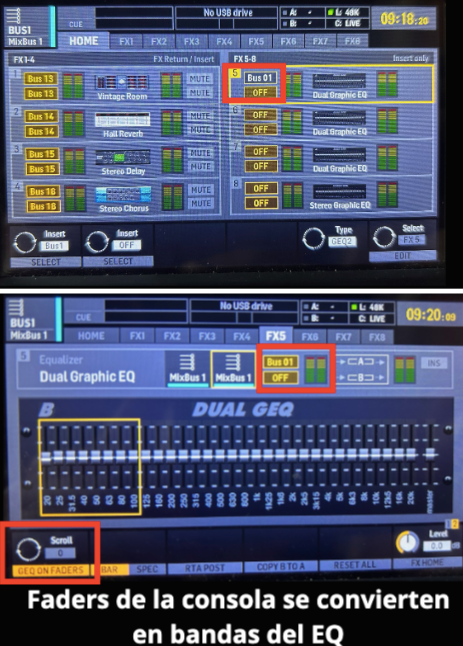 BUS1
MixBus 1
CUE
No USB drive
A: -
B: -
L: 48K
C: LIVE
09:18:20
HOME FX1 FX2 FX3 FX4 FX5 FX6 FX7 FX8
FX1-4 FX Return / Insert
FX 5-8 Insert only
1 Bus 13 Bus 13 Vintage Room MUTE MUTE
5 Bus 01 OFF Dual Graphic EQ
2 Bus 14 Bus 14 Hall Reverb MUTE MUTE
6 OFF OFF Dual Graphic EQ
3 Bus 15 Bus 15 Stereo Delay MUTE MUTE
7 OFF OFF Dual Graphic EQ
4 Bus 16 Bus 16 Stereo Chorus MUTE MUTE
8 OFF OFF Stereo Graphic EQ
Insert Bus1 SELECT
Insert OFF SELECT
Type GEQ2
Select FX 5 EDIT
BUS1
MixBus 1
CUE
No USB drive
A: -
B: -
L: 48K
C: LIVE
09:20:09
HOME FX1 FX2 FX3 FX4 FX5 FX6 FX7 FX8
5 Equalizer
Dual Graphic EQ
MixBus 1 MixBus 1
Bus 01
OFF
A
B
INS
B DUAL GEQ
20 25 31.5 40 50 63 80 100 125 160 200 250 315 400 500 630 800 1k 1k25 1k6 2k 2k5 3k15 4k 5k 6k3 8k 10k 12k5 16k 20k master
Scroll
0
1 2
Level
0.0 dB
GEQ ON FADERS BAR SPEC RTA POST COPY B TO A RESET ALL FX HOME
Faders de la consola se convierten
en bandas del EQ